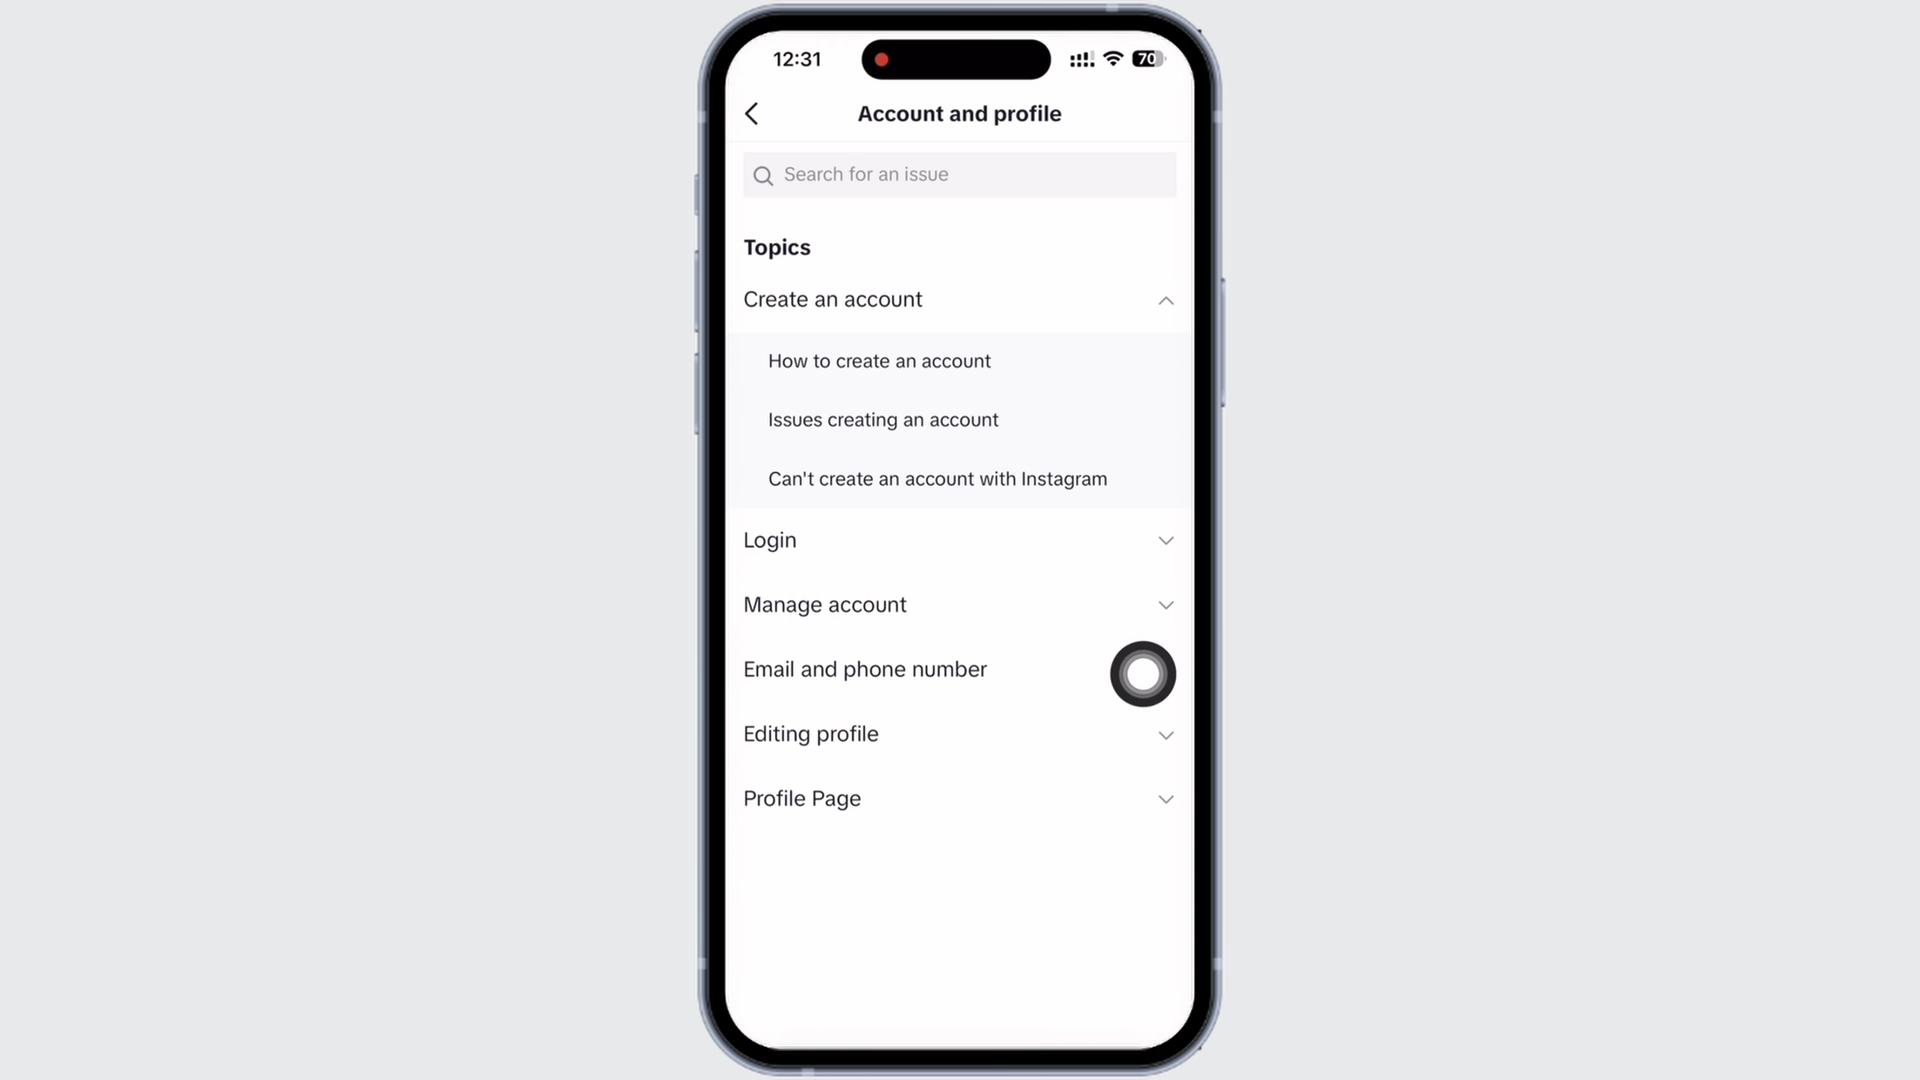 12:31
70
Account and profile
Search for an issue
Topics
Create an account
How to create an account
Issues creating an account
Can't create an account with Instagram
Login
Manage account
Email and phone number
Editing profile
Profile Page